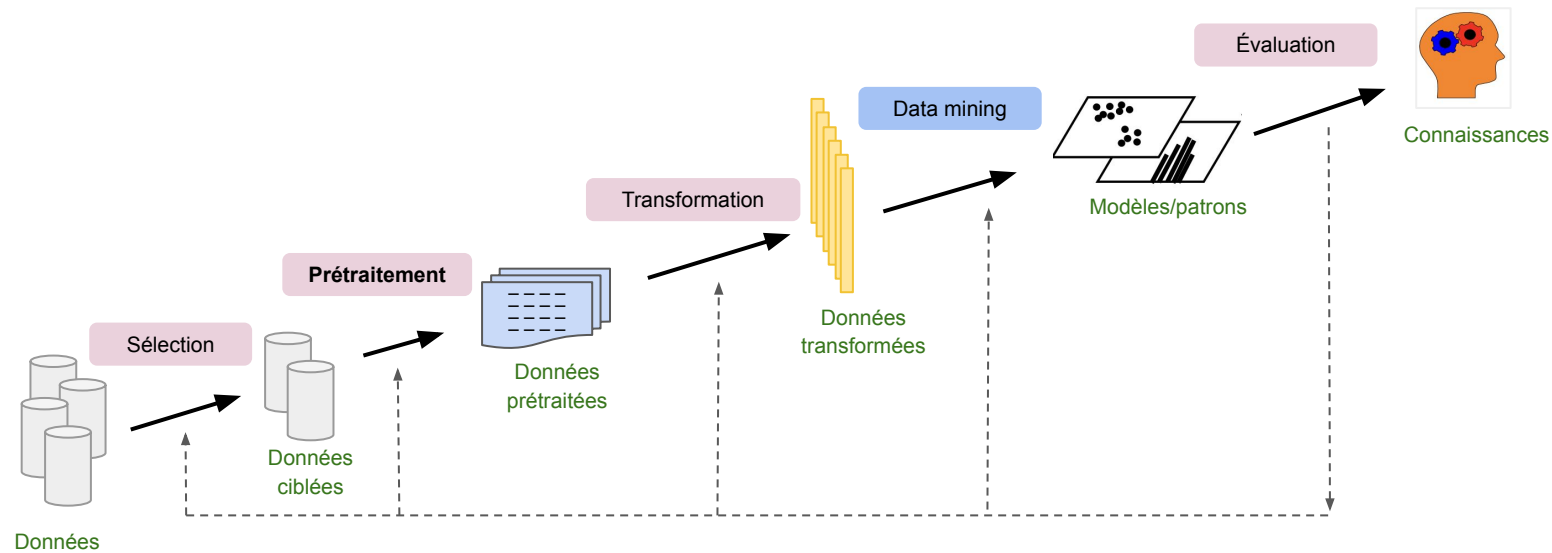 Données
Sélection
Données
ciblées
Prétraitement
Données
prétraitées
Transformation
Données
transformées
Data mining
Modèles/patrons
Évaluation
Connaissances